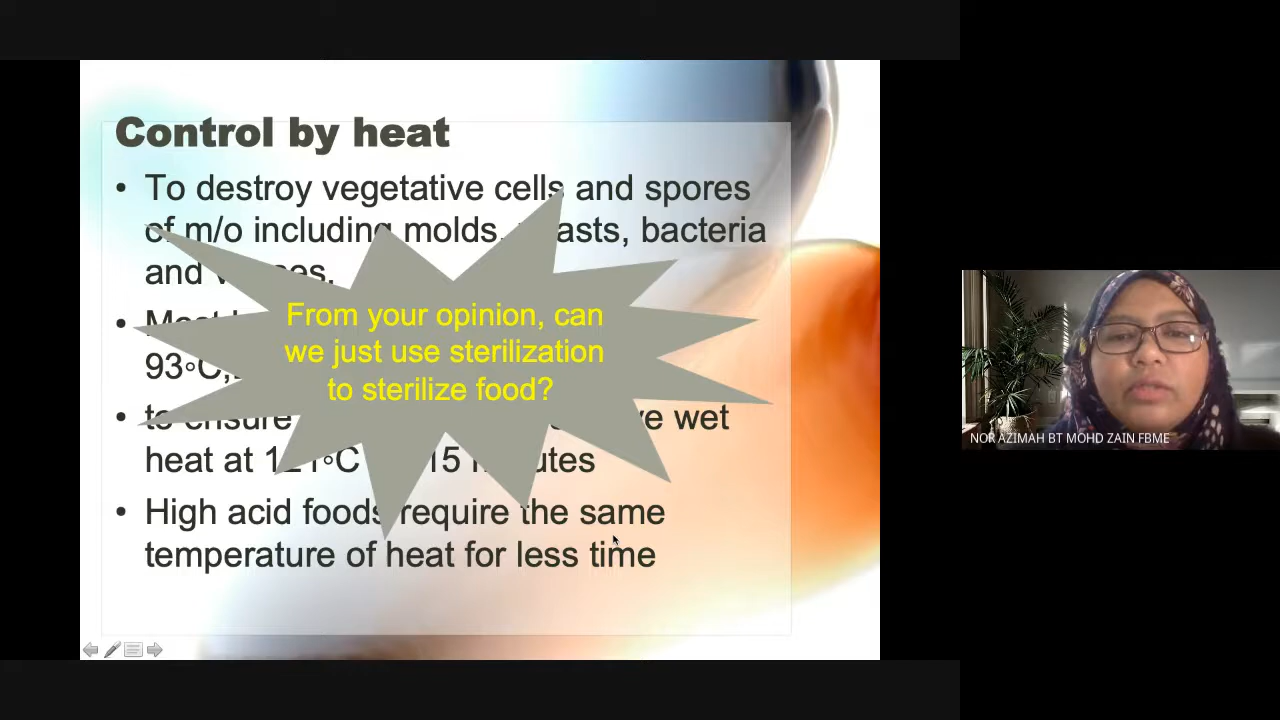 Control by heat
• To destroy vegetative cells and spores
of m/o including molds, asts, bacteria
and
From your opinion, can
we just use sterilization
to sterilize food?
93°C,
• to ensure wet
heat at 121°C 15 minutes
• High acid foods require the same
temperature of heat for less time
NOR AZIMAH BT MOHD ZAIN FBME